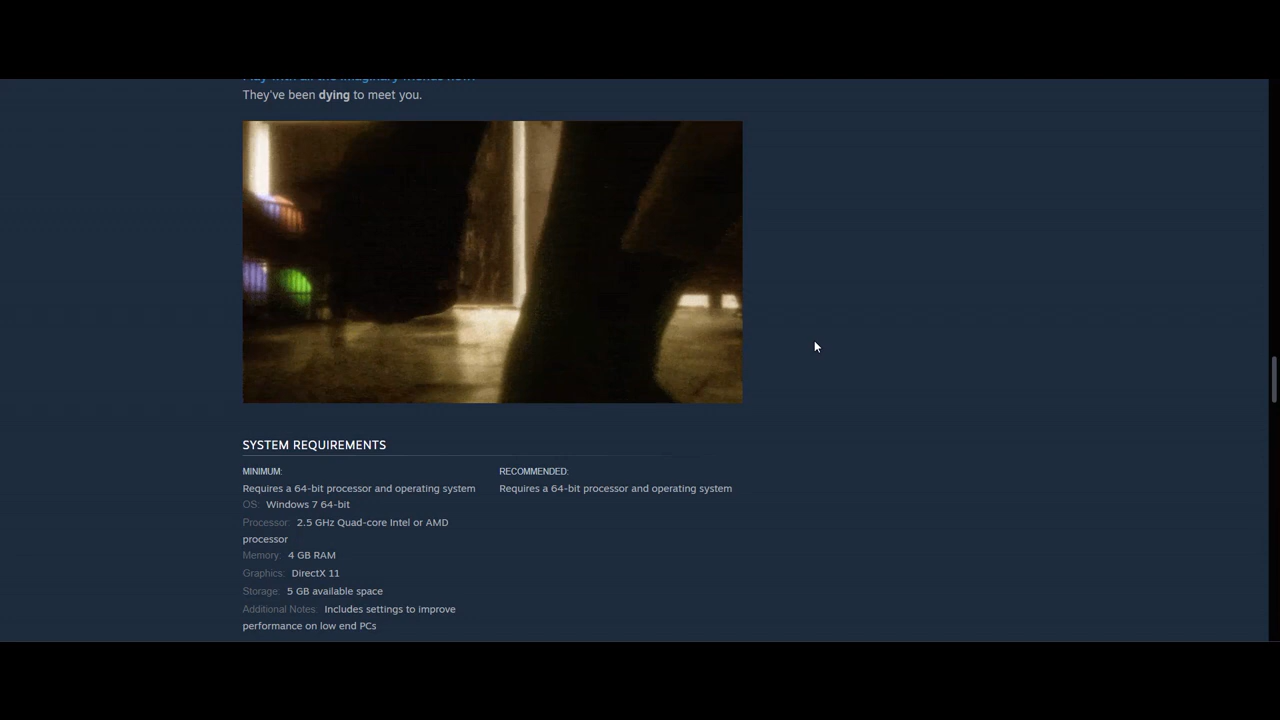 They've been dying to meet you.
SYSTEM REQUIREMENTS
MINIMUM:
Requires a 64-bit processor and operating system
OS: Windows 7 64-bit
Processor: 2.5 GHz Quad-core Intel or AMD
processor
Memory: 4 GB RAM
Graphics: DirectX 11
Storage: 5 GB available space
Additional Notes: Includes settings to improve
performance on low end PCs
RECOMMENDED:
Requires a 64-bit processor and operating system